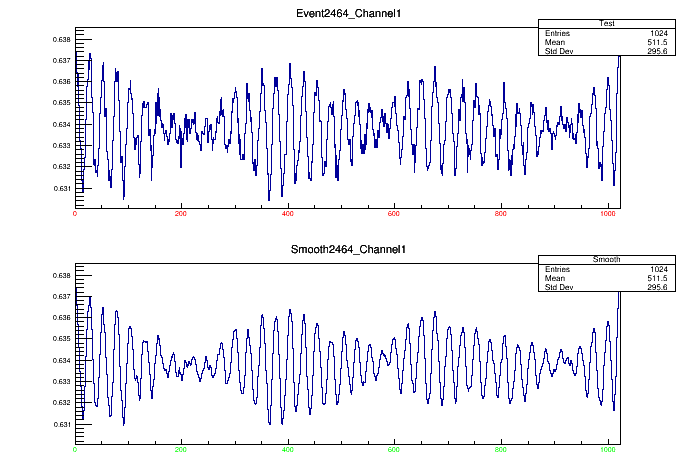 Event2464_Channel1
Test
Entries 1024
Mean 511.5
Std Dev 295.6
0.638
0.637
0.636
0.635
0.634
0.633
0.632
0.631
0 200 400 600 800 1000
Smooth2464_Channel1
Smooth
Entries 1024
Mean 511.5
Std Dev 295.6
0.638
0.637
0.636
0.635
0.634
0.633
0.632
0.631
0 200 400 600 800 1000